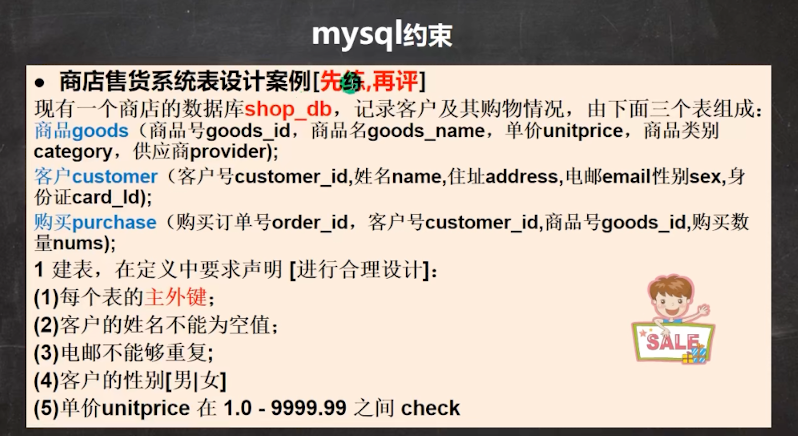 mysql约束
● 商店售货系统表设计案例[先练,再评]
现有一个商店的数据库shop_db，记录客户及其购物情况，由下面三个表组成：
商品goods（商品号goods_id，商品名goods_name，单价unitprice，商品类别
category，供应商provider);
客户customer（客户号customer_id,姓名name,住址address,电邮email性别sex,身
份证card_Id);
购买purchase（购买订单号order_id，客户号customer_id,商品号goods_id,购买数
量nums);
1 建表，在定义中要求声明 [进行合理设计]：
(1)每个表的主外键；
(2)客户的姓名不能为空值；
(3)电邮不能够重复;
(4)客户的性别[男|女]
(5)单价unitprice 在 1.0 - 9999.99 之间 check
SALE